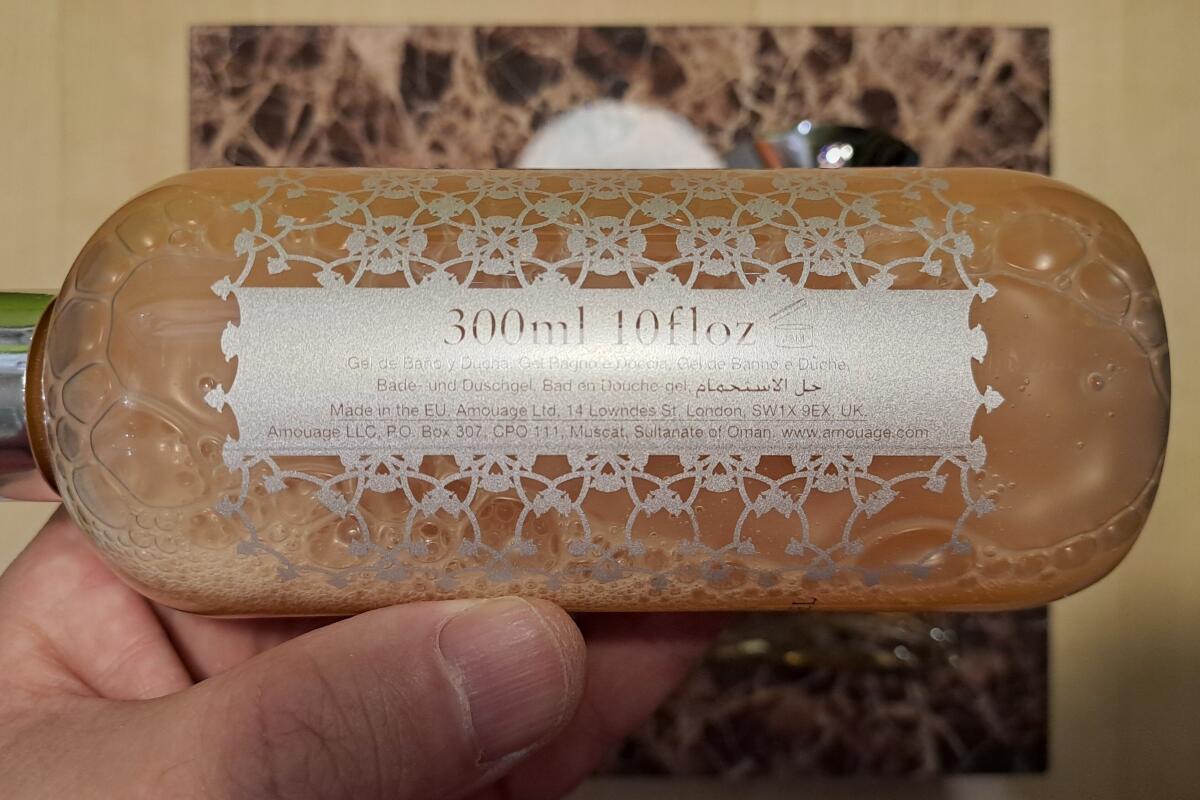 300ml 10floz
Gel de Baño y Ducha, Gel Bagno e Doccia, Gel de Banho e Duche,
Bade- und Duschgel, Bad en Douche-gel, جل الاستحمام
Made in the EU. Amouage Ltd, 14 Lowndes St, London, SW1X 9EX, UK.
Amouage LLC, P.O. Box 307, CPO 111, Muscat, Sultanate of Oman. www.amouage.com